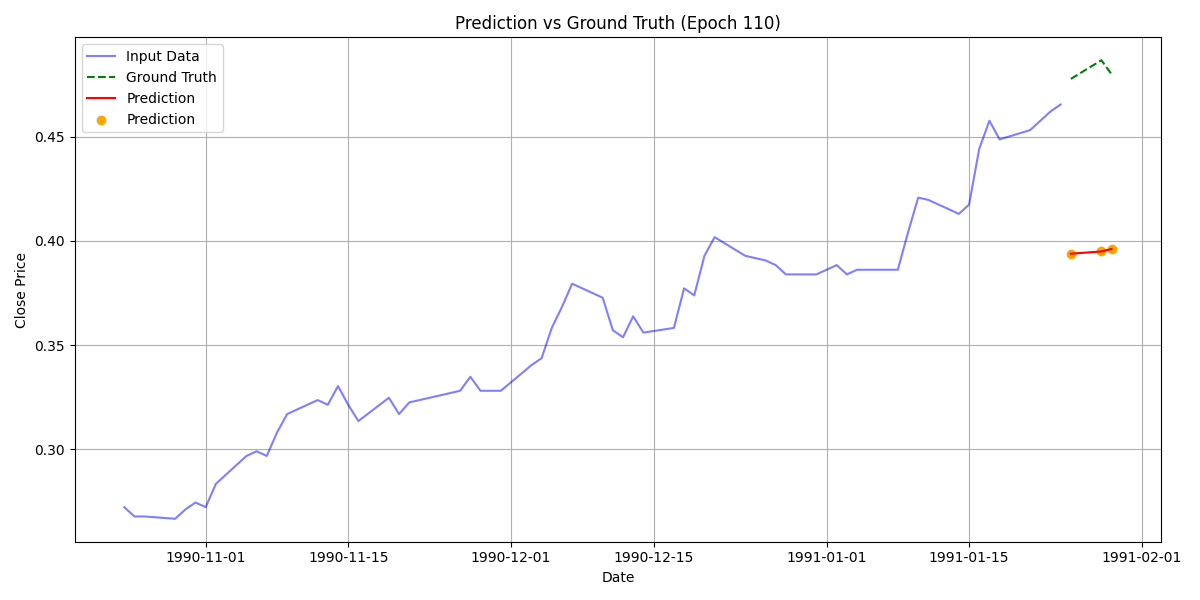 Prediction vs Ground Truth (Epoch 110)
Input Data
Ground Truth
Prediction
Prediction
0.45
0.40
0.35
0.30
Close Price
1990-11-01
1990-11-15
1990-12-01
1990-12-15
1991-01-01
1991-01-15
1991-02-01
Date